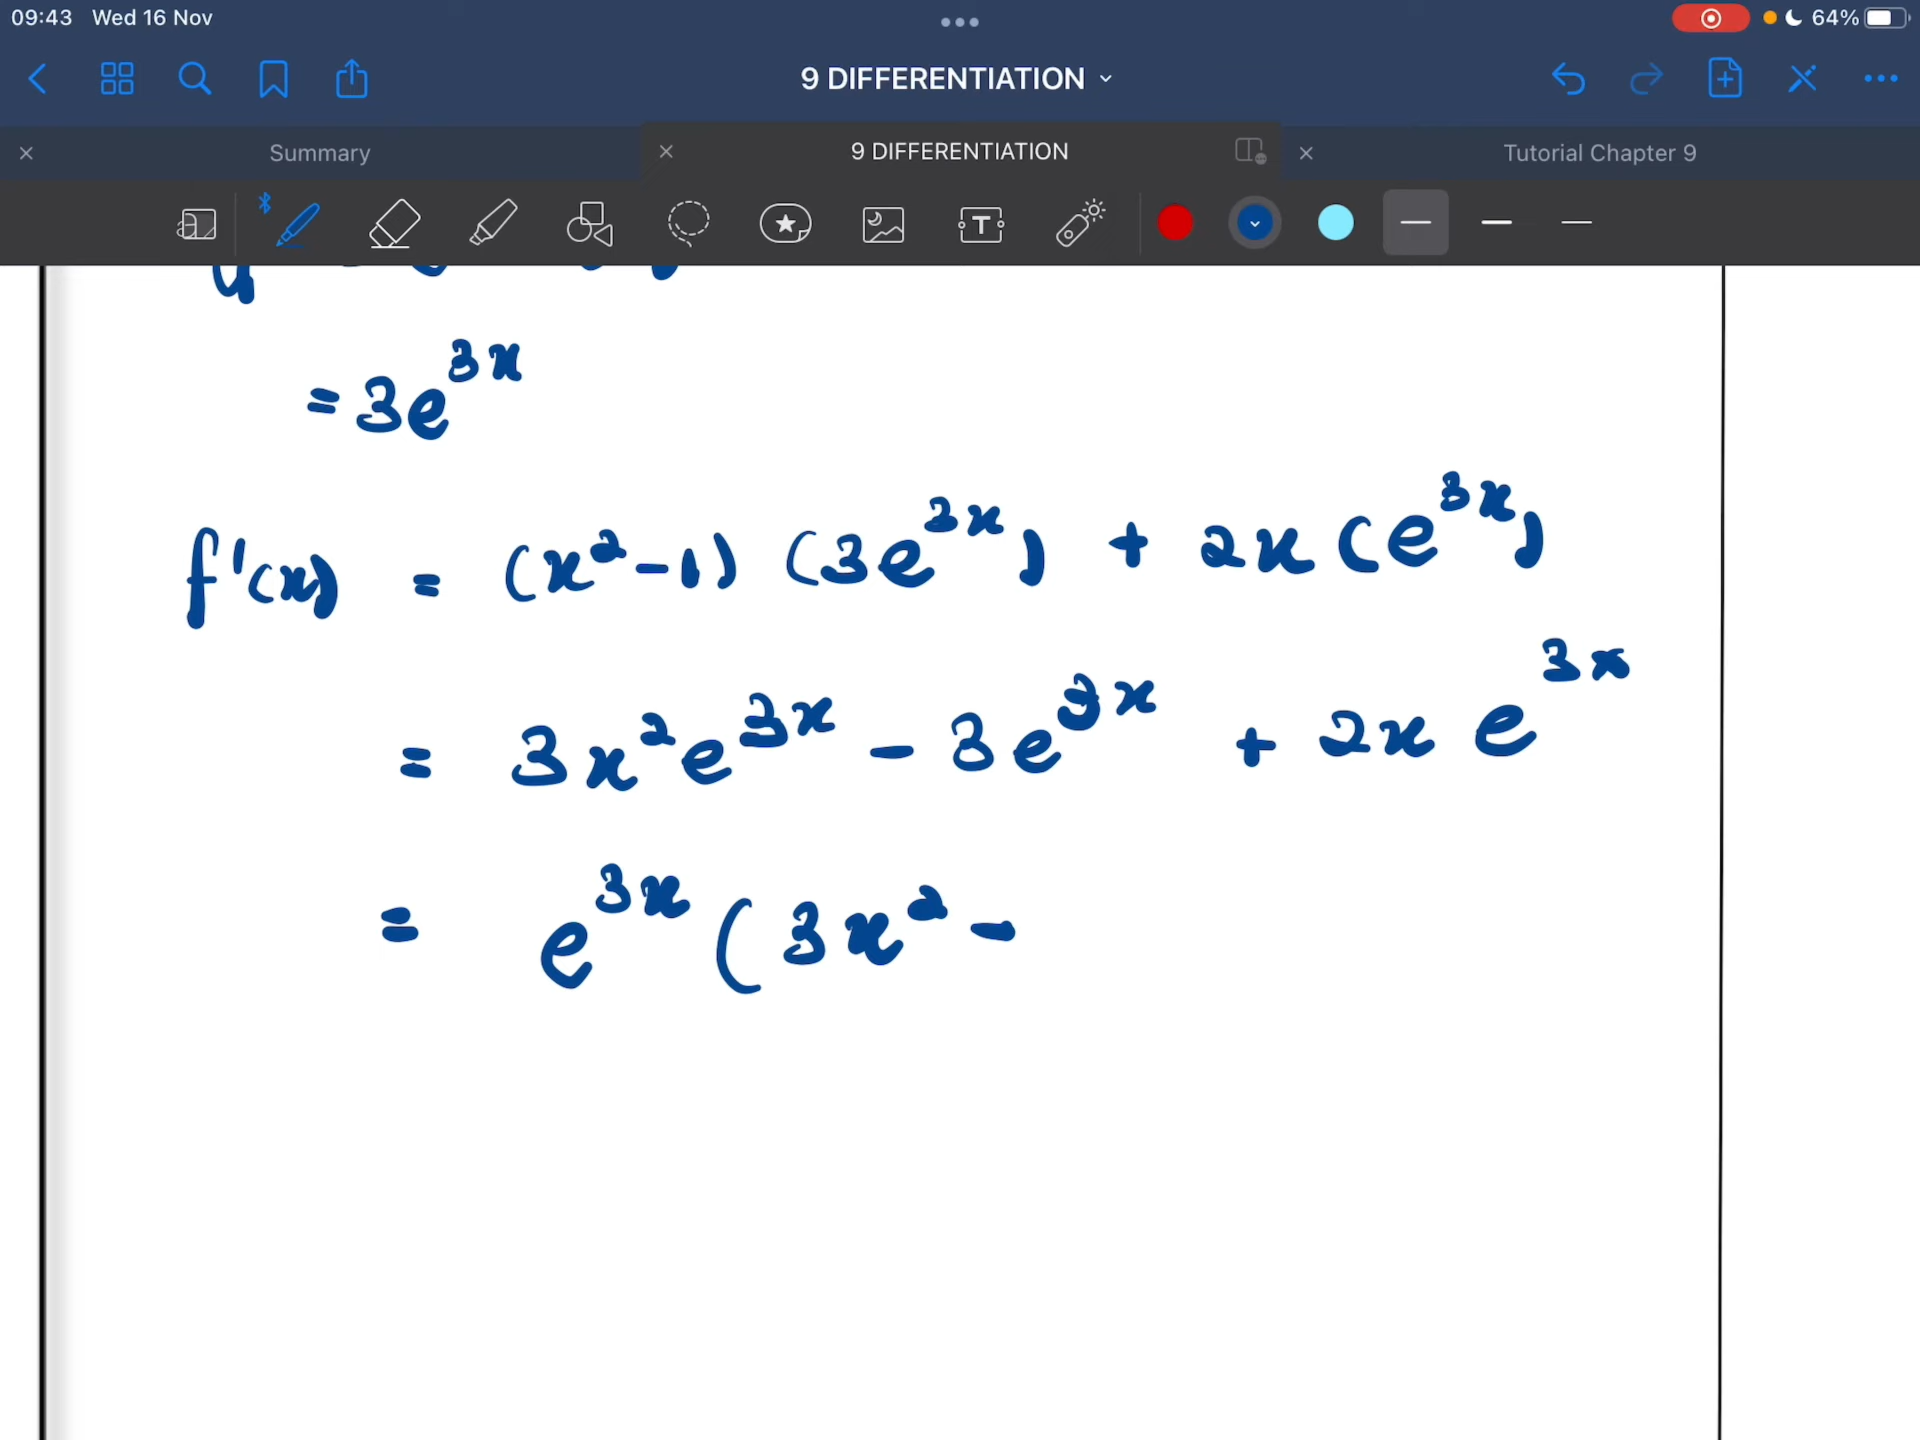 09:43 Wed 16 Nov 64%
9 DIFFERENTIATION
Summary 9 DIFFERENTIATION Tutorial Chapter 9
= 3e^{3x}
f'(x) = (x²-1) (3e^{3x}) + 2x (e^{3x})
= 3x²e^{3x} - 3e^{3x} + 2x e^{3x}
= e^{3x} (3x² -